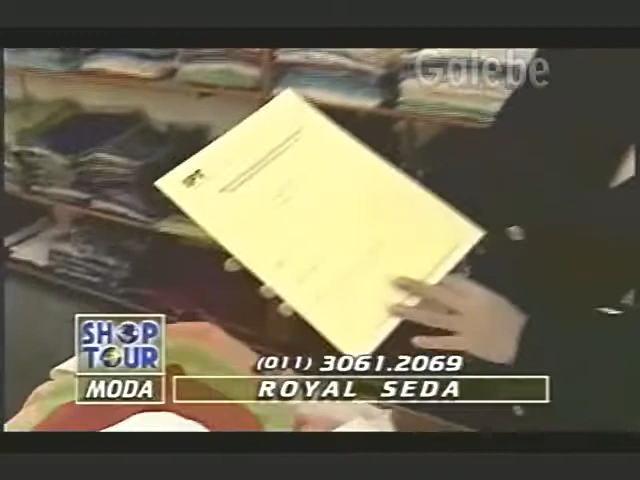 Galebe
SHOP
TOUR
MODA
(011) 3061.2069
ROYAL SEDA